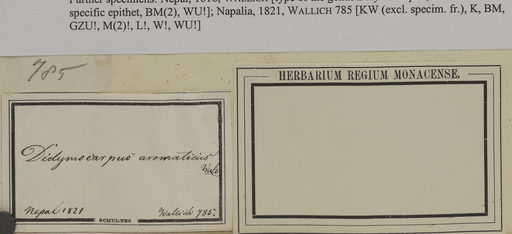 specific epithet, BM(2), WU!]; Napalia, 1821, WALLICH 785 [KW (excl. specim. fr.), K, BM,
GZU!, M(2)!, L!, W!, WU!]
785
HERBARIUM REGIUM MONACENSE.
Didymocarpus aromaticus
Wall
Nepal 1821
Wallich 785.
SCHULTES